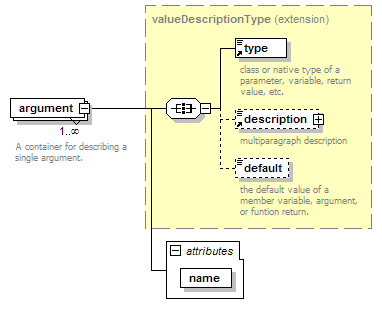 valueDescriptionType (extension)
type
class or native type of a
parameter, variable, return
value, etc.
argument
1..∞
A container for describing a
single argument.
description
multiparagraph description
default
the default value of a
member variable, argument,
or funtion return.
attributes
name